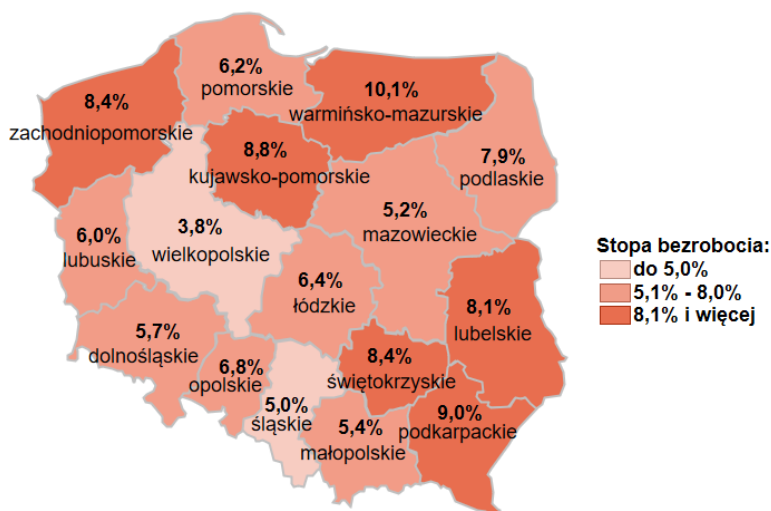 6,2%
pomorskie
10,1%
warmińsko-mazurskie
8,4%
zachodniopomorskie
8,8%
kujawsko-pomorskie
7,9%
podlaskie
3,8%
wielkopolskie
5,2%
mazowieckie
6,0%
lubuskie
6,4%
łódzkie
5,7%
dolnośląskie
6,8%
opolskie
5,0%
śląskie
8,4%
świętokrzyskie
8,1%
lubelskie
5,4%
małopolskie
9,0%
podkarpackie
Stopa bezrobocia:
do 5,0%
5,1% - 8,0%
8,1% i więcej